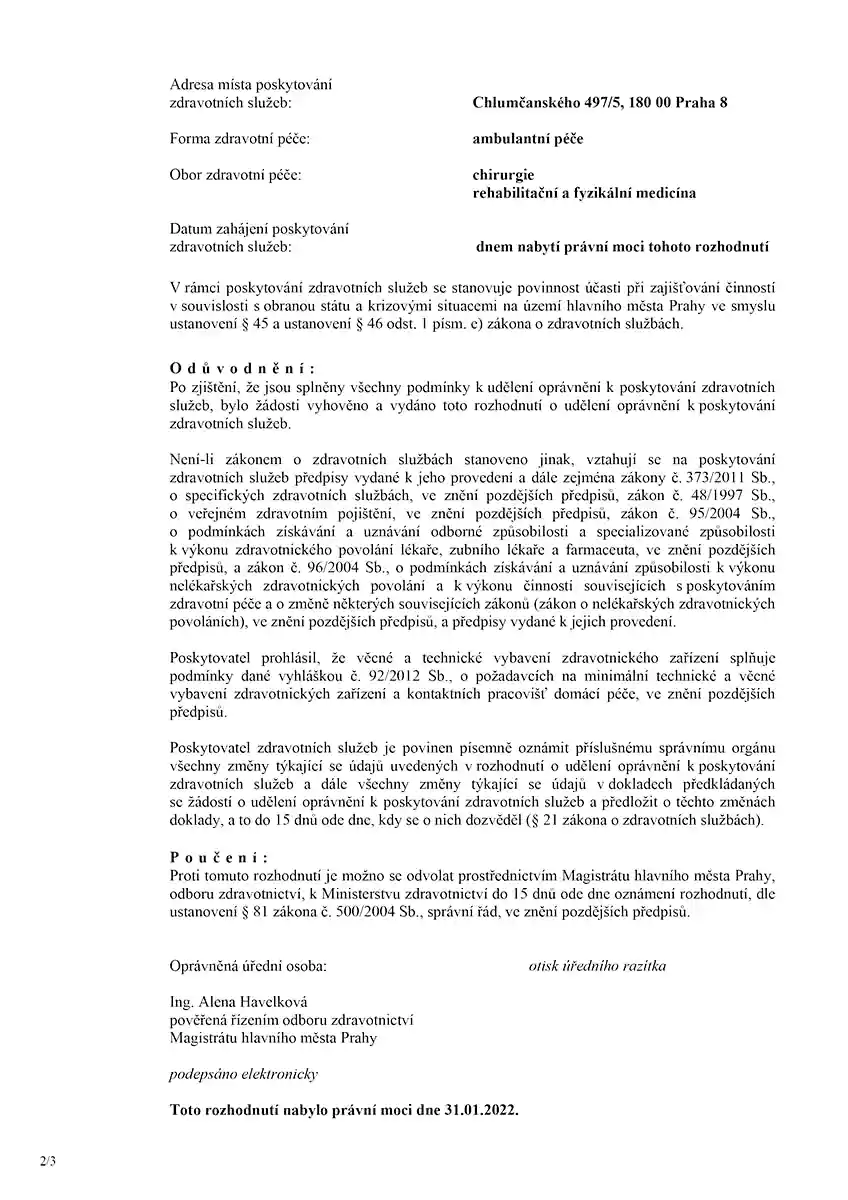 Adresa místa poskytování
zdravotních služeb: Chlumčanského 497/5, 180 00 Praha 8
Forma zdravotní péče: ambulantní péče
Obor zdravotní péče: chirurgie
rehabilitační a fyzikální medicína
Datum zahájení poskytování
zdravotních služeb: dnem nabytí právní moci tohoto rozhodnutí
V rámci poskytování zdravotních služeb se stanovuje povinnost účasti při zajišťování činností
v souvislosti s obranou státu a krizovými situacemi na území hlavního města Prahy ve smyslu
ustanovení § 45 a ustanovení § 46 odst. 1 písm. e) zákona o zdravotních službách.
O d ů v o d n ě n í :
Po zjištění, že jsou splněny všechny podmínky k udělení oprávnění k poskytování zdravotních
služeb, bylo žádosti vyhověno a vydáno toto rozhodnutí o udělení oprávnění k poskytování
zdravotních služeb.
Není-li zákonem o zdravotních službách stanoveno jinak, vztahují se na poskytování
zdravotních služeb předpisy vydané k jeho provedení a dále zejména zákony č. 373/2011 Sb.,
o specifických zdravotních službách, ve znění pozdějších předpisů, zákon č. 48/1997 Sb.,
o veřejném zdravotním pojištění, ve znění pozdějších předpisů, zákon č. 95/2004 Sb.,
o podmínkách získávání a uznávání odborné způsobilosti a specializované způsobilosti
k výkonu zdravotnického povolání lékaře, zubního lékaře a farmaceuta, ve znění pozdějších
předpisů, a zákon č. 96/2004 Sb., o podmínkách získávání a uznávání způsobilosti k výkonu
nelékařských zdravotnických povolání a k výkonu činností souvisejících s poskytováním
zdravotní péče a o změně některých souvisejících zákonů (zákon o nelékařských zdravotnických
povoláních), ve znění pozdějších předpisů, a předpisy vydané k jejich provedení.
Poskytovatel prohlásil, že věcné a technické vybavení zdravotnického zařízení splňuje
podmínky dané vyhláškou č. 92/2012 Sb., o požadavcích na minimální technické a věcné
vybavení zdravotnických zařízení a kontaktních pracovišť domácí péče, ve znění pozdějších
předpisů.
Poskytovatel zdravotních služeb je povinen písemně oznámit příslušnému správnímu orgánu
všechny změny týkající se údajů uvedených v rozhodnutí o udělení oprávnění k poskytování
zdravotních služeb a dále všechny změny týkající se údajů v dokladech předkládaných
se žádostí o udělení oprávnění k poskytování zdravotních služeb a předložit o těchto změnách
doklady, a to do 15 dnů ode dne, kdy se o nich dozvěděl (§ 21 zákona o zdravotních službách).
P o u č e n í :
Proti tomuto rozhodnutí je možno se odvolat prostřednictvím Magistrátu hlavního města Prahy,
odboru zdravotnictví, k Ministerstvu zdravotnictví do 15 dnů ode dne oznámení rozhodnutí, dle
ustanovení § 81 zákona č. 500/2004 Sb., správní řád, ve znění pozdějších předpisů.
Oprávněná úřední osoba: otisk úředního razítka
Ing. Alena Havelková
pověřená řízením odboru zdravotnictví
Magistrátu hlavního města Prahy
podepsáno elektronicky
Toto rozhodnutí nabylo právní moci dne 31.01.2022.
2/3